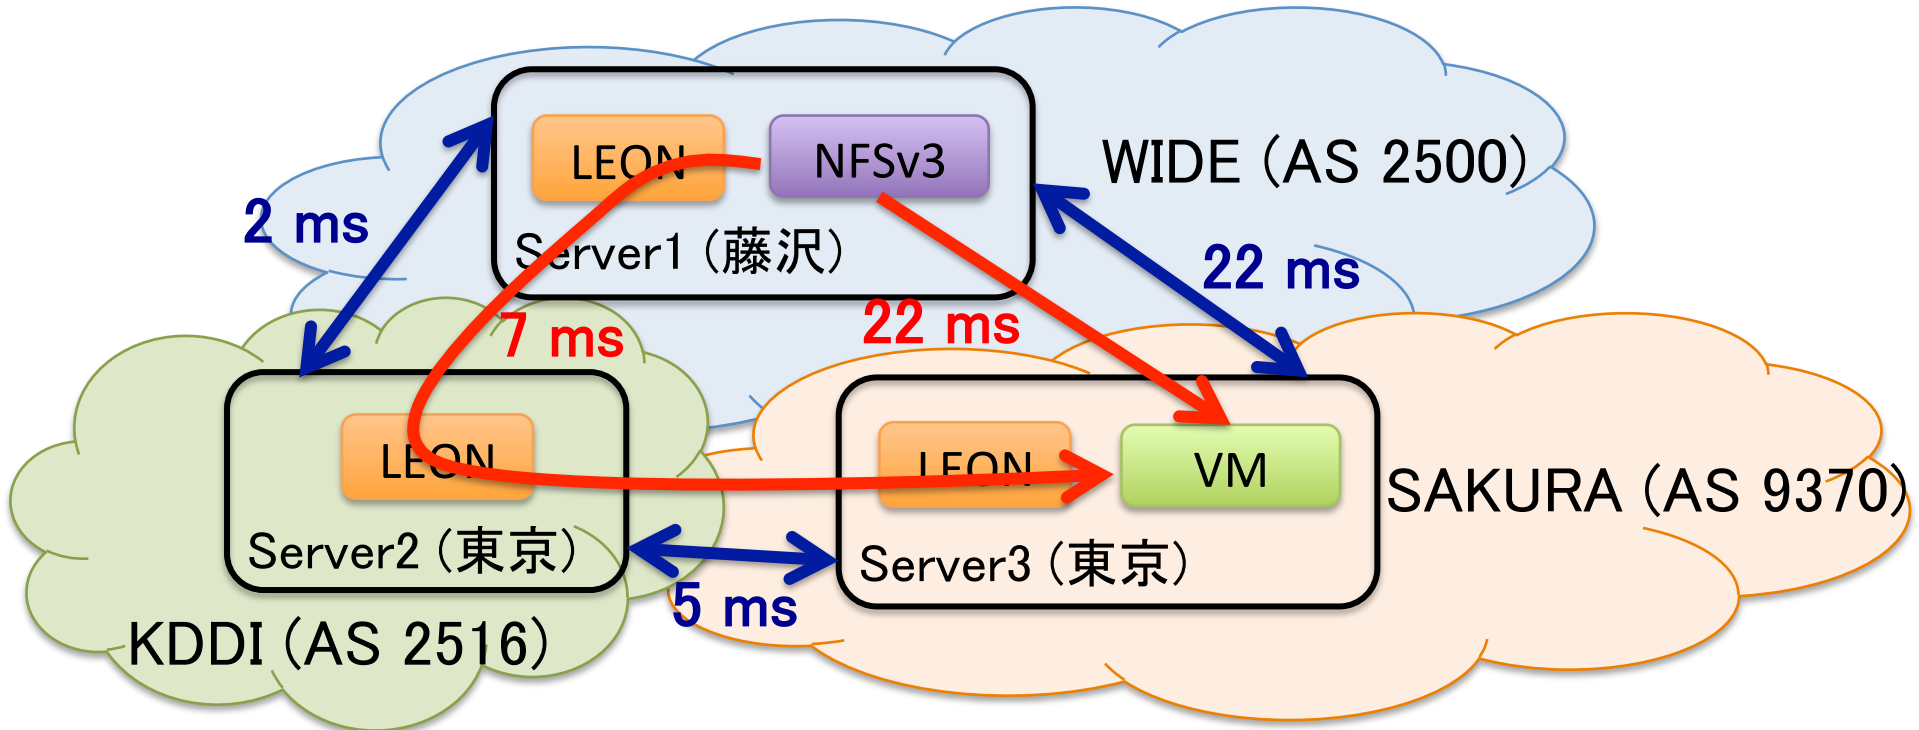 LEON
NFSv3
WIDE (AS 2500)
2 ms
Server1 (藤沢)
22 ms
7 ms
22 ms
LEON
LEON
VM
SAKURA (AS 9370)
Server2 (東京)
Server3 (東京)
5 ms
KDDI (AS 2516)